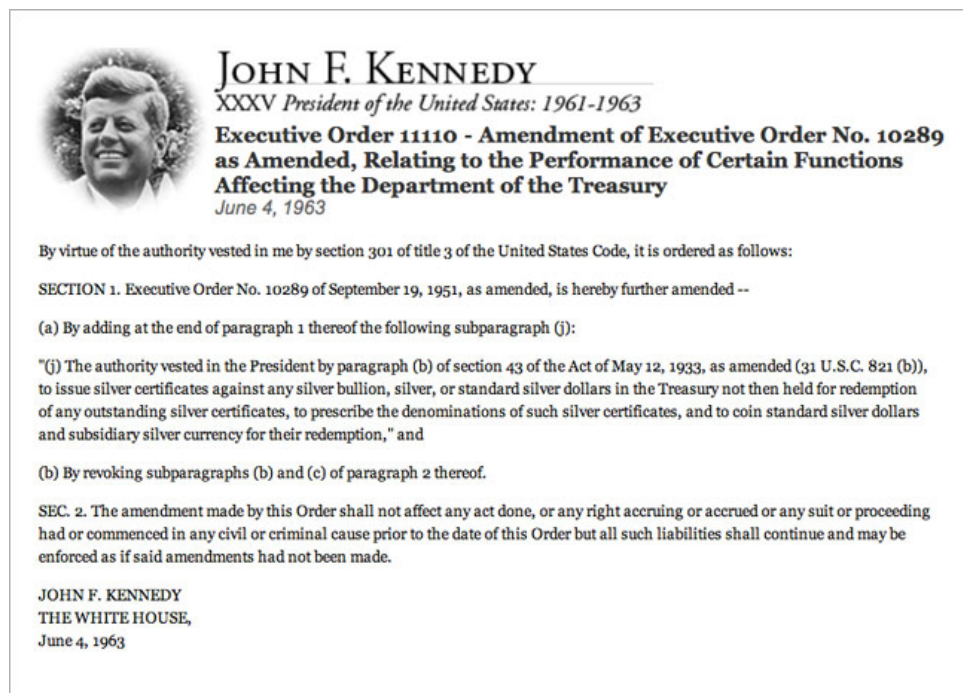 JOHN F. KENNEDY
XXXV President of the United States: 1961-1963
Executive Order 11110 - Amendment of Executive Order No. 10289
as Amended, Relating to the Performance of Certain Functions
Affecting the Department of the Treasury
June 4, 1963
By virtue of the authority vested in me by section 301 of title 3 of the United States Code, it is ordered as follows:
SECTION 1. Executive Order No. 10289 of September 19, 1951, as amended, is hereby further amended --
(a) By adding at the end of paragraph 1 thereof the following subparagraph (j):
"(j) The authority vested in the President by paragraph (b) of section 43 of the Act of May 12, 1933, as amended (31 U.S.C. 821 (b)),
to issue silver certificates against any silver bullion, silver, or standard silver dollars in the Treasury not then held for redemption
of any outstanding silver certificates, to prescribe the denominations of such silver certificates, and to coin standard silver dollars
and subsidiary silver currency for their redemption," and
(b) By revoking subparagraphs (b) and (c) of paragraph 2 thereof.
SEC. 2. The amendment made by this Order shall not affect any act done, or any right accruing or accrued or any suit or proceeding
had or commenced in any civil or criminal cause prior to the date of this Order but all such liabilities shall continue and may be
enforced as if said amendments had not been made.
JOHN F. KENNEDY
THE WHITE HOUSE,
June 4, 1963